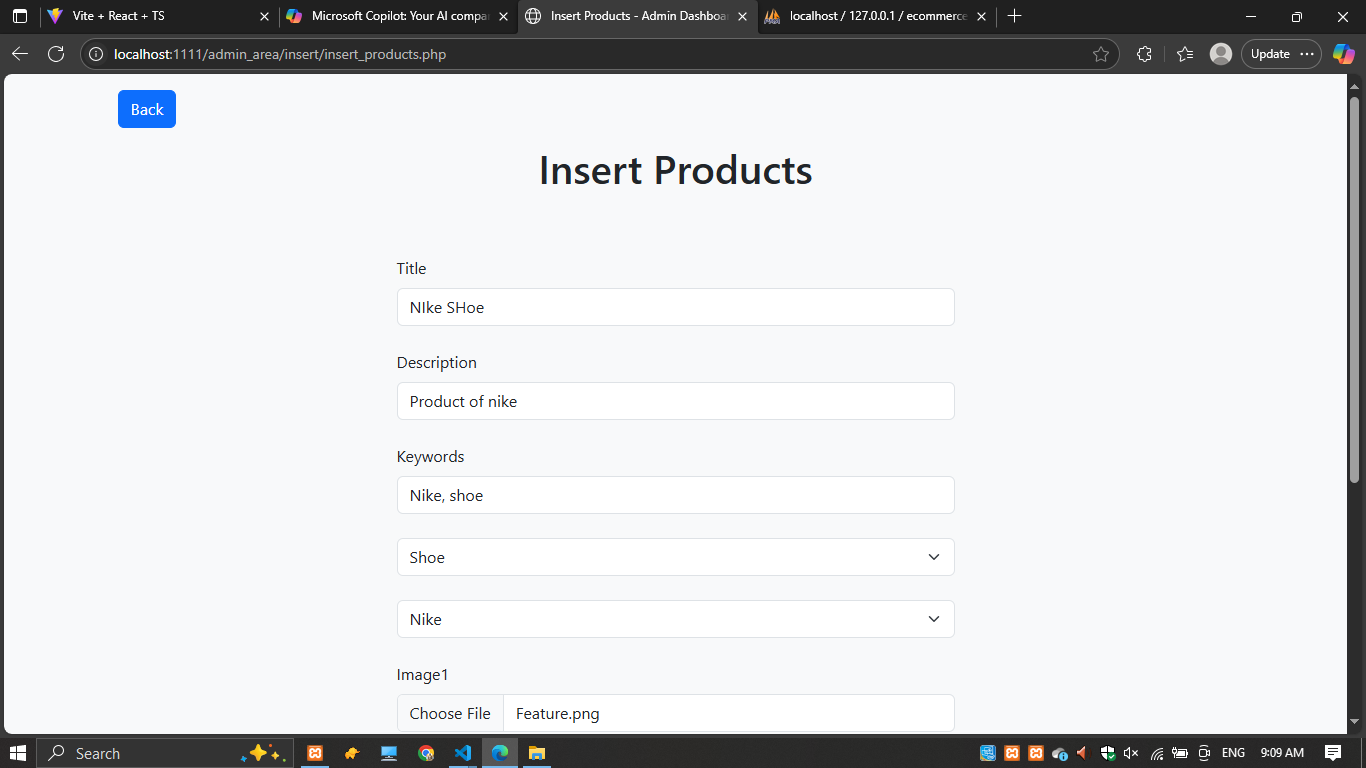 Vite + React + TS
Microsoft Copilot: Your AI compa
Insert Products - Admin Dashboa
localhost / 127.0.0.1 / ecommerce
localhost:1111/admin_area/insert/insert_products.php
Update
Back
Insert Products
Title
NIke SHoe
Description
Product of nike
Keywords
Nike, shoe
Shoe
Nike
Image1
Choose File Feature.png
Search
ENG
9:09 AM